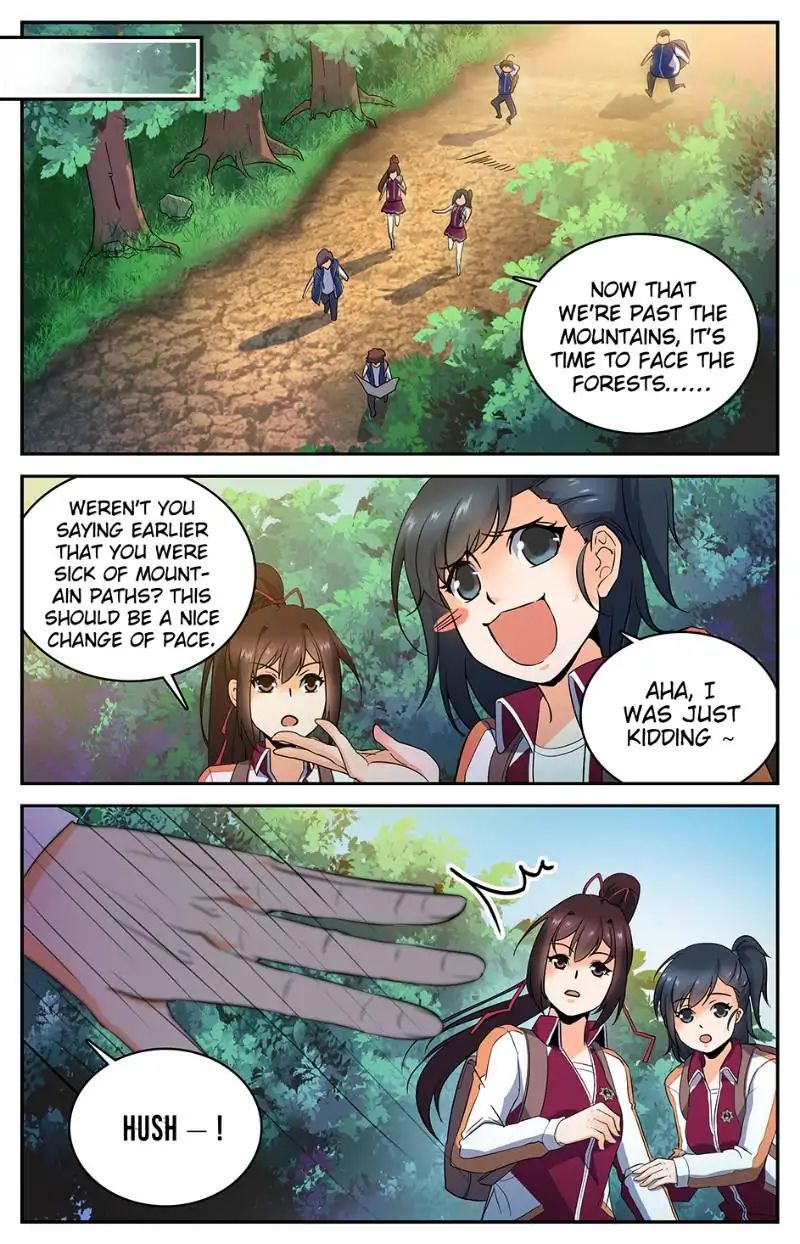 NOW THAT
WE'RE PAST THE
MOUNTAINS, IT'S
TIME TO FACE THE
FORESTS......
WEREN'T YOU
SAYING EARLIER
THAT YOU WERE
SICK OF MOUNT-
AIN PATHS? THIS
SHOULD BE A NICE
CHANGE OF PACE.
AHA, I
WAS JUST
KIDDING ~
HUSH – !